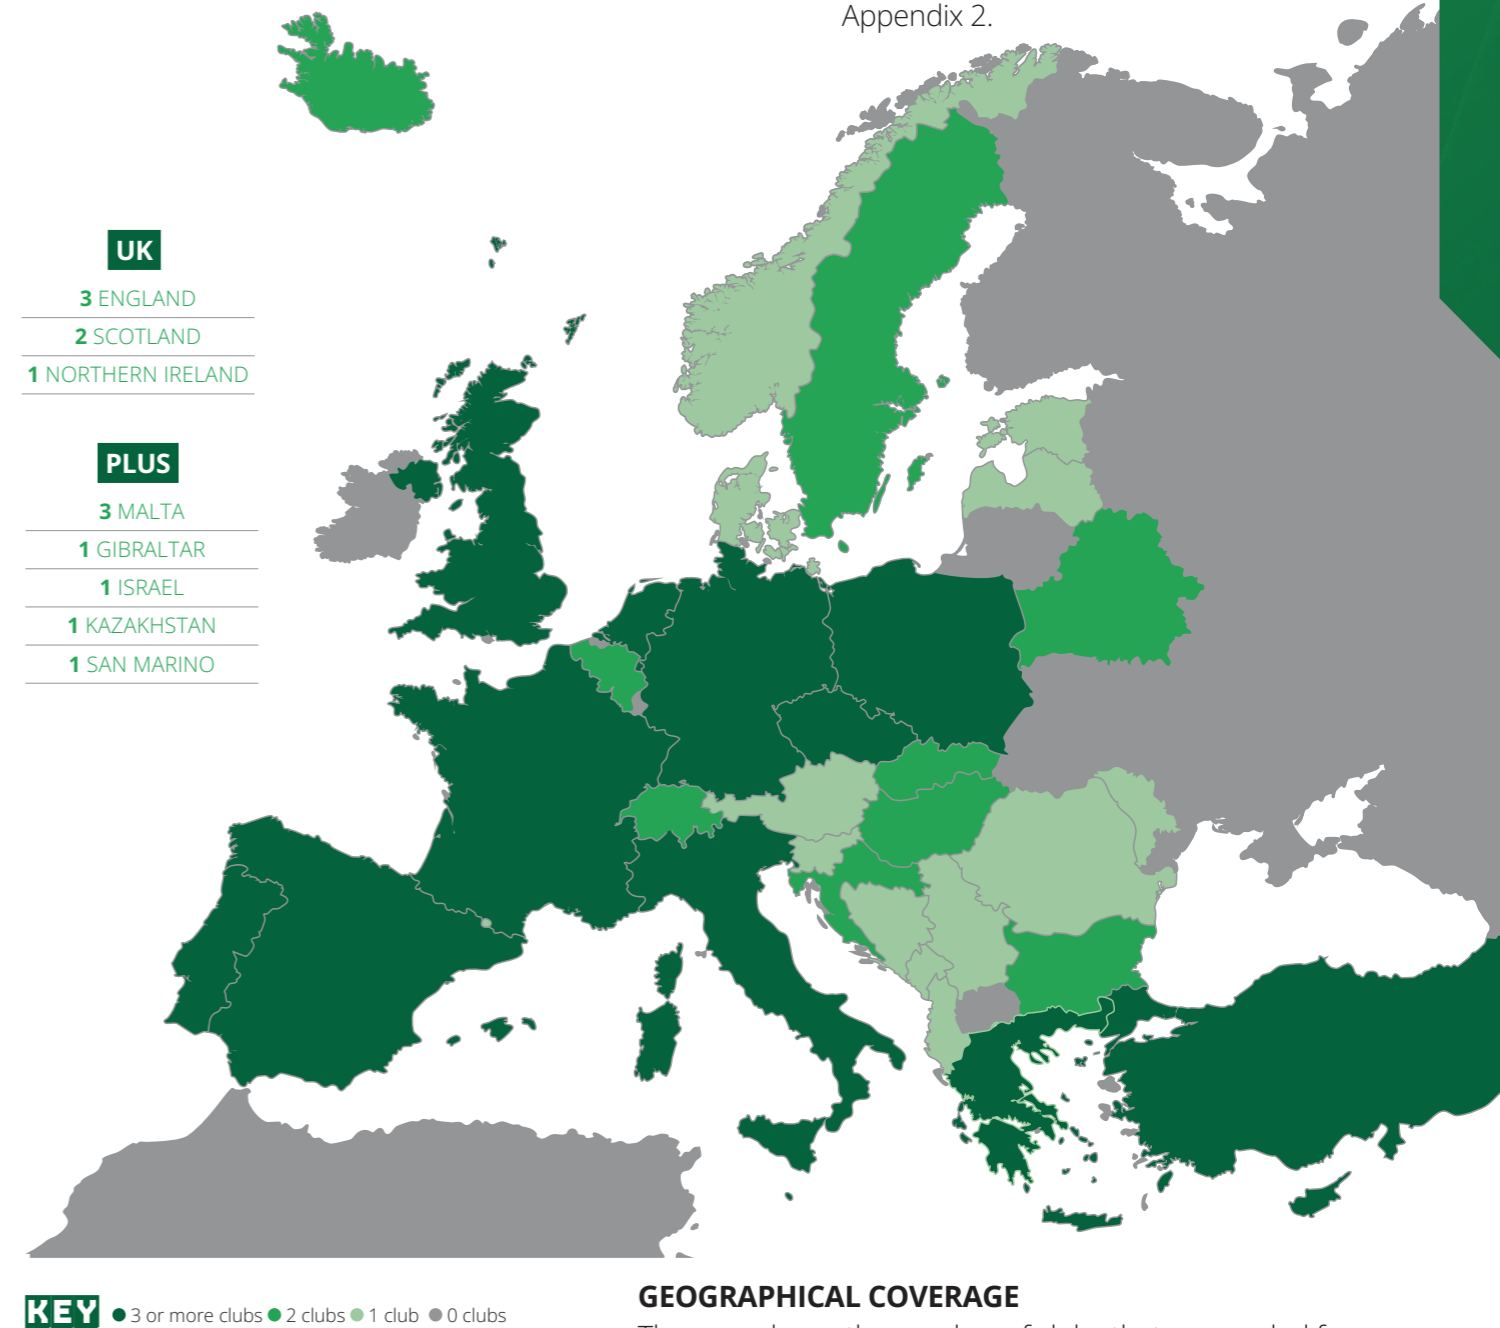 Appendix 2.
UK
3 ENGLAND
2 SCOTLAND
1 NORTHERN IRELAND
PLUS
3 MALTA
1 GIBRALTAR
1 ISRAEL
1 KAZAKHSTAN
1 SAN MARINO
KEY
3 or more clubs
2 clubs
1 club
0 clubs
GEOGRAPHICAL COVERAGE